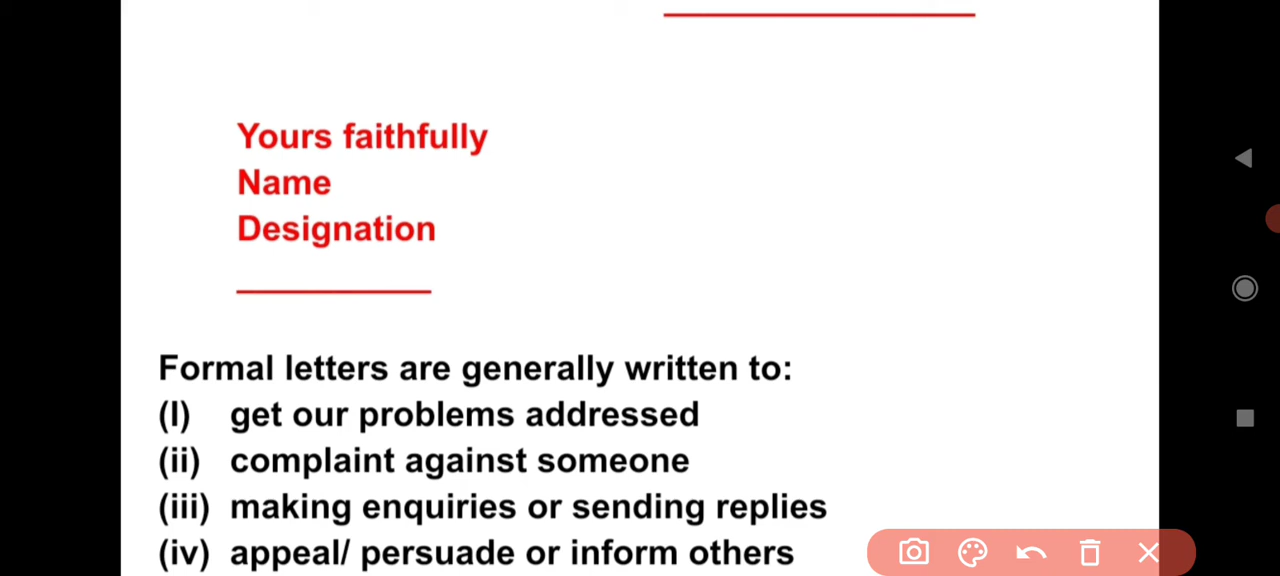 Yours faithfully
Name
Designation
Formal letters are generally written to:
(I) get our problems addressed
(ii) complaint against someone
(iii) making enquiries or sending replies
(iv) appeal/ persuade or inform others